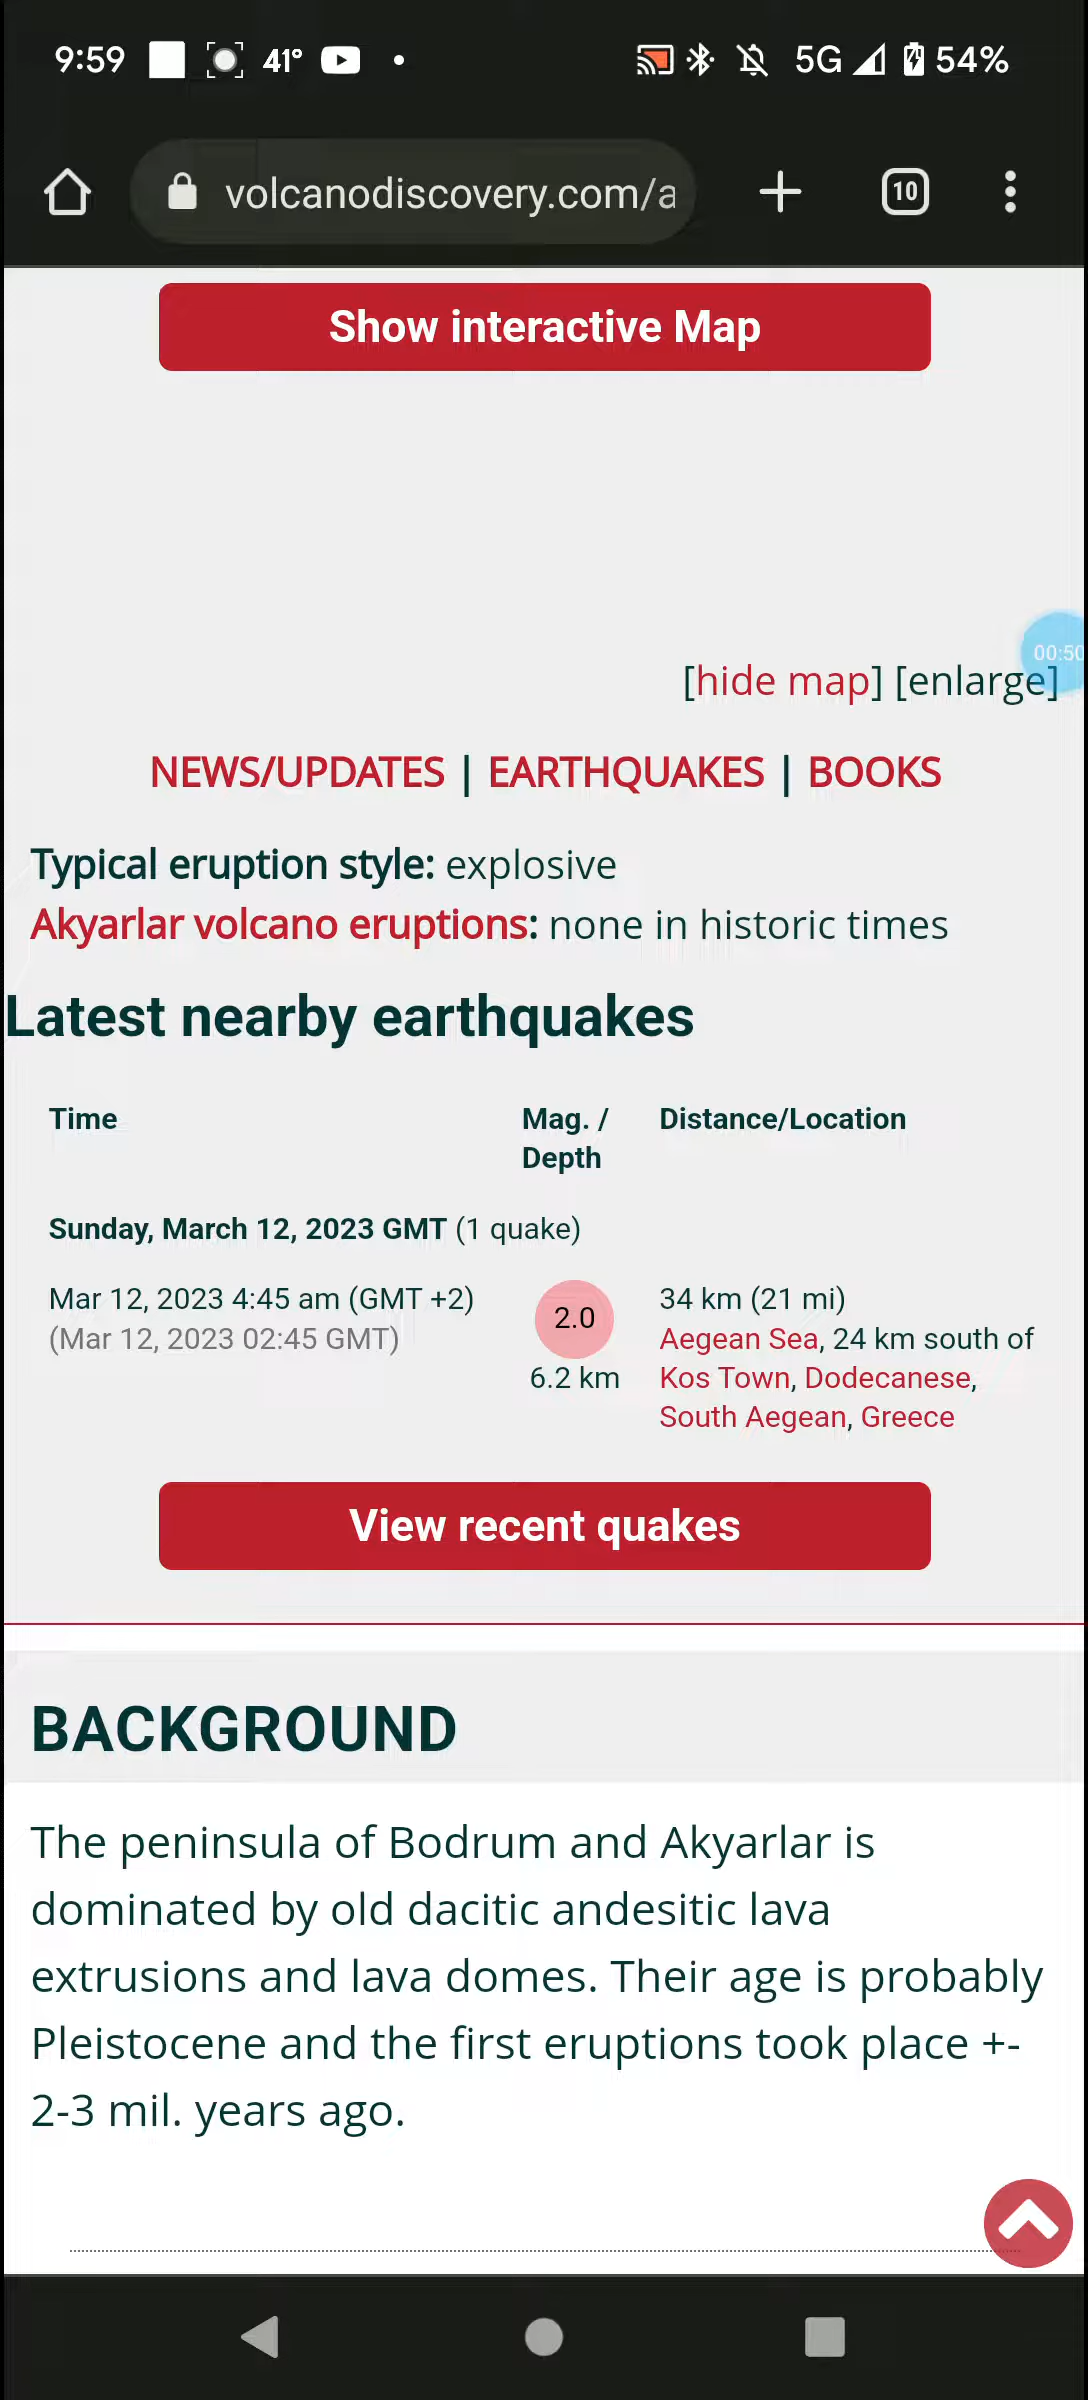 9:59 41° 5G 54%
volcanodiscovery.com/a 10
Show interactive Map
00:50
[hide map] [enlarge]
NEWS/UPDATES | EARTHQUAKES | BOOKS
Typical eruption style: explosive
Akyarlar volcano eruptions: none in historic times
Latest nearby earthquakes
Time Mag. / Distance/Location
Depth
Sunday, March 12, 2023 GMT (1 quake)
Mar 12, 2023 4:45 am (GMT +2) 2.0 34 km (21 mi)
(Mar 12, 2023 02:45 GMT) Aegean Sea, 24 km south of
6.2 km Kos Town, Dodecanese,
South Aegean, Greece
View recent quakes
BACKGROUND
The peninsula of Bodrum and Akyarlar is
dominated by old dacitic andesitic lava
extrusions and lava domes. Their age is probably
Pleistocene and the first eruptions took place +-
2-3 mil. years ago.